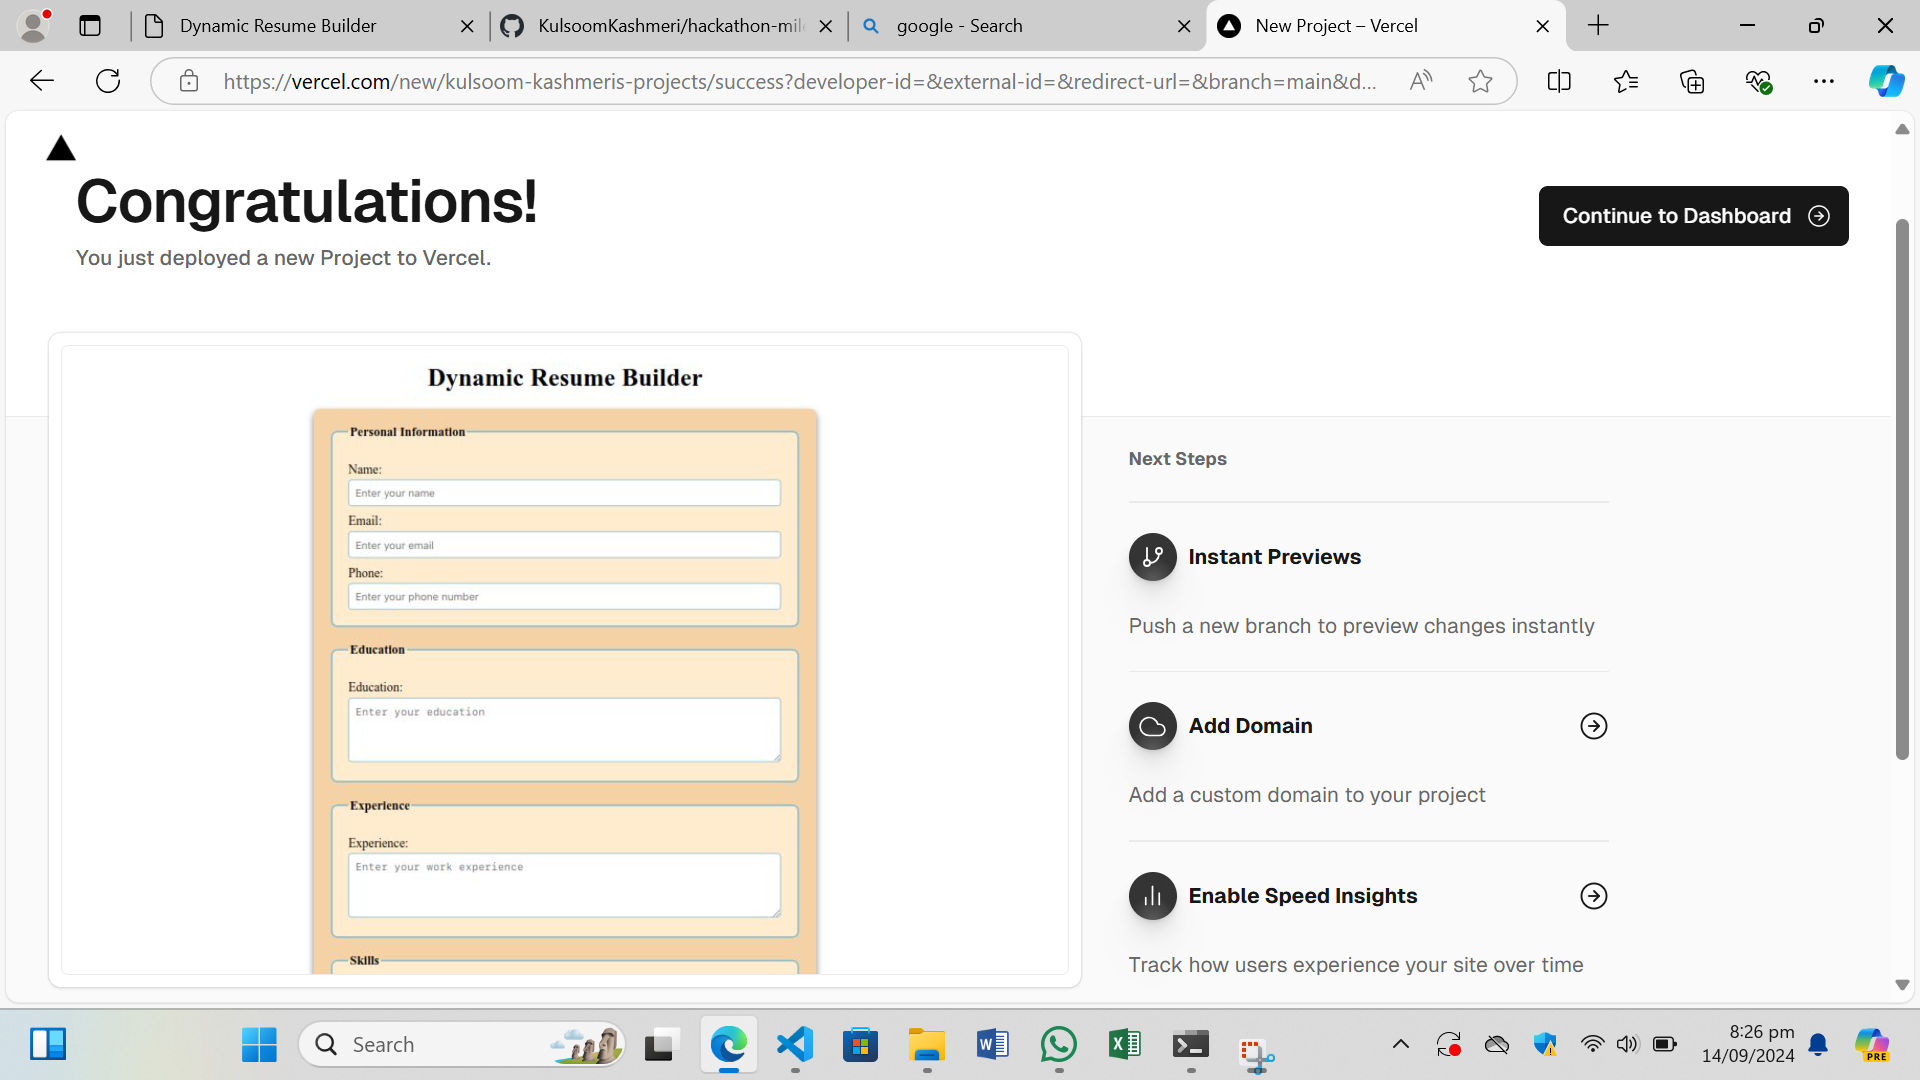 Dynamic Resume Builder
KulsoomKashmeri/hackathon-mil
google - Search
New Project – Vercel
https://vercel.com/new/kulsoom-kashmeris-projects/success?developer-id=&external-id=&redirect-url=&branch=main&d...
Congratulations!
You just deployed a new Project to Vercel.
Continue to Dashboard
Dynamic Resume Builder
Personal Information
Name:
Enter your name
Email:
Enter your email
Phone:
Enter your phone number
Education
Education:
Enter your education
Experience
Experience:
Enter your work experience
Skills
Next Steps
Instant Previews
Push a new branch to preview changes instantly
Add Domain
Add a custom domain to your project
Enable Speed Insights
Track how users experience your site over time
Search
8:26 pm
14/09/2024
PRE